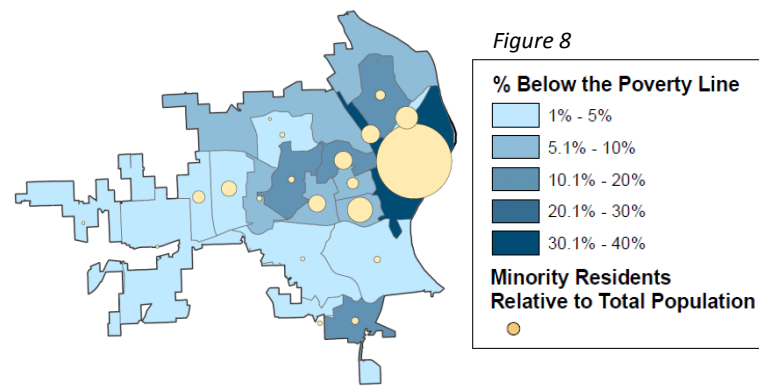 Figure 8
% Below the Poverty Line
1% - 5%
5.1% - 10%
10.1% - 20%
20.1% - 30%
30.1% - 40%
Minority Residents
Relative to Total Population